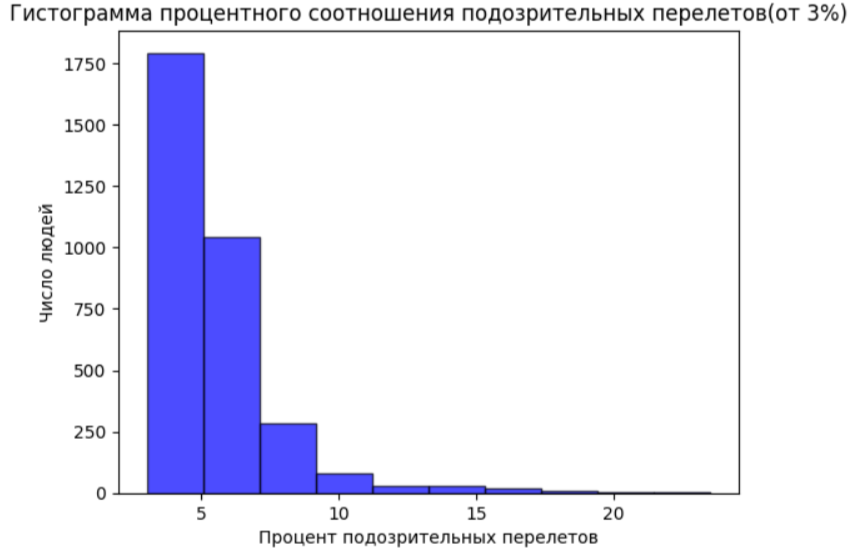 Гистограмма процентного соотношения подозрительных перелетов(от 3%)
1750
1500
1250
1000
750
500
250
0
Число людей
5 10 15 20
Процент подозрительных перелетов